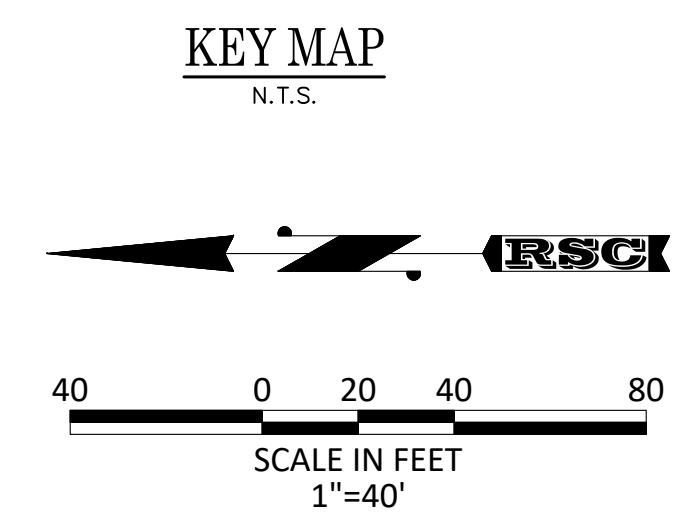 KEY MAP
N.T.S.
RSC
40 0 20 40 80
SCALE IN FEET
1"=40'